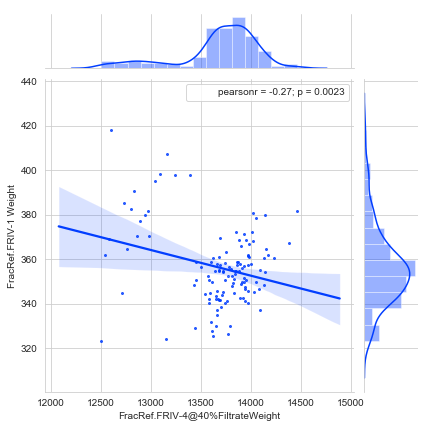 pearsonr = -0.27; p = 0.0023
440
420
400
380
360
340
320
FracRef.FRIV-1 Weight
12000 12500 13000 13500 14000 14500 15000
FracRef.FRIV-4@40%FiltrateWeight